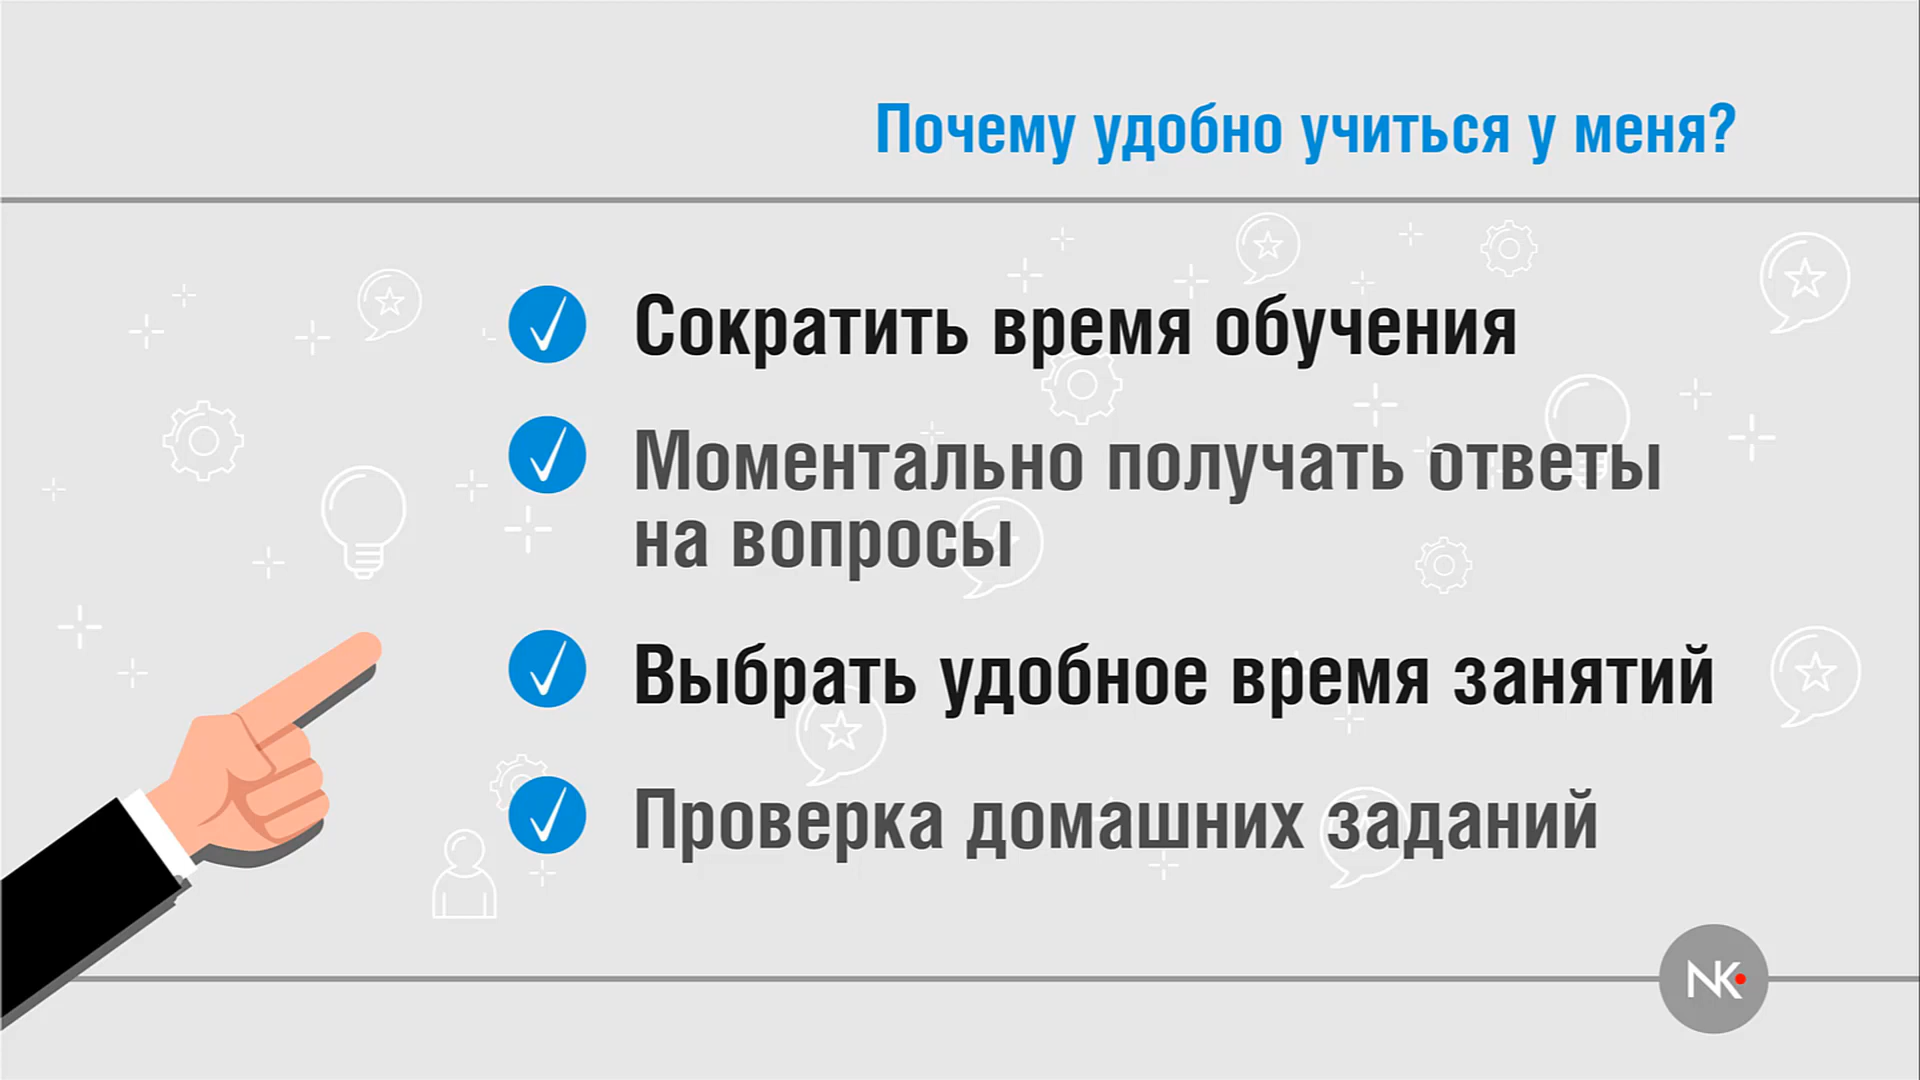 Почему удобно учиться у меня?
Сократить время обучения
Моментально получать ответы
на вопросы
Выбрать удобное время занятий
Проверка домашних заданий
NK